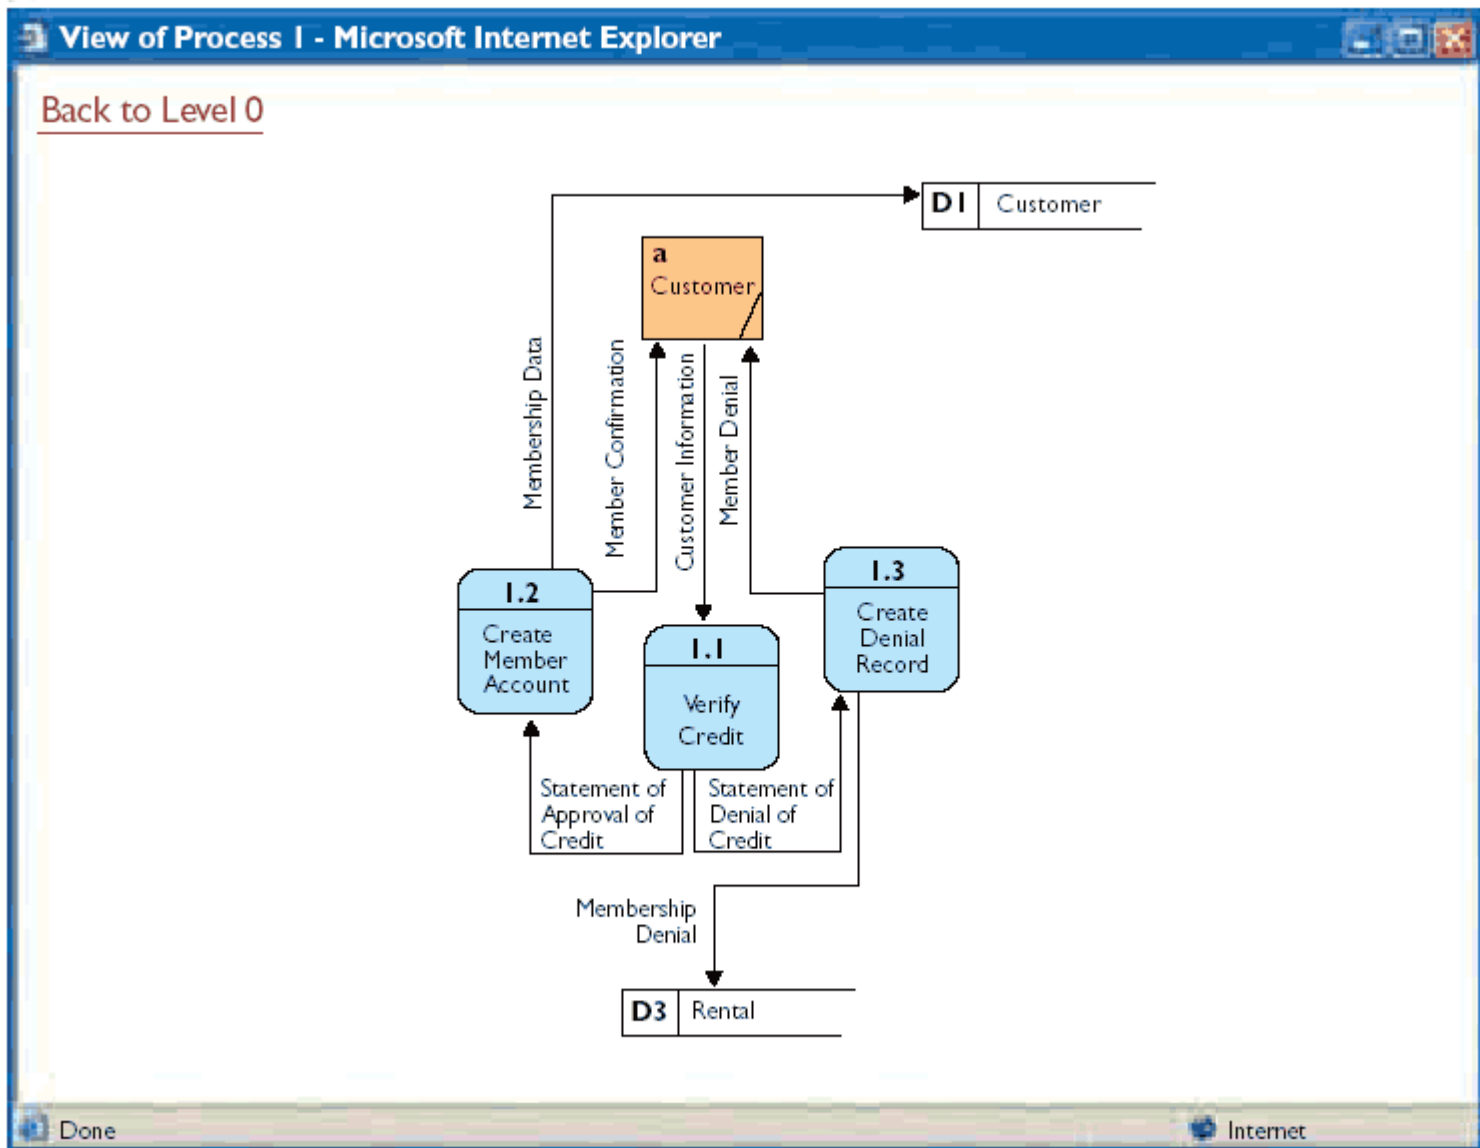 View of Process 1 - Microsoft Internet Explorer
Back to Level 0
D1 Customer
a
Customer
Membership Data
Member Confirmation
Customer Information
Member Denial
1.2
Create
Member
Account
1.1
Verify
Credit
1.3
Create
Denial
Record
Statement of
Approval of
Credit
Statement of
Denial of
Credit
Membership
Denial
D3 Rental
Done
Internet